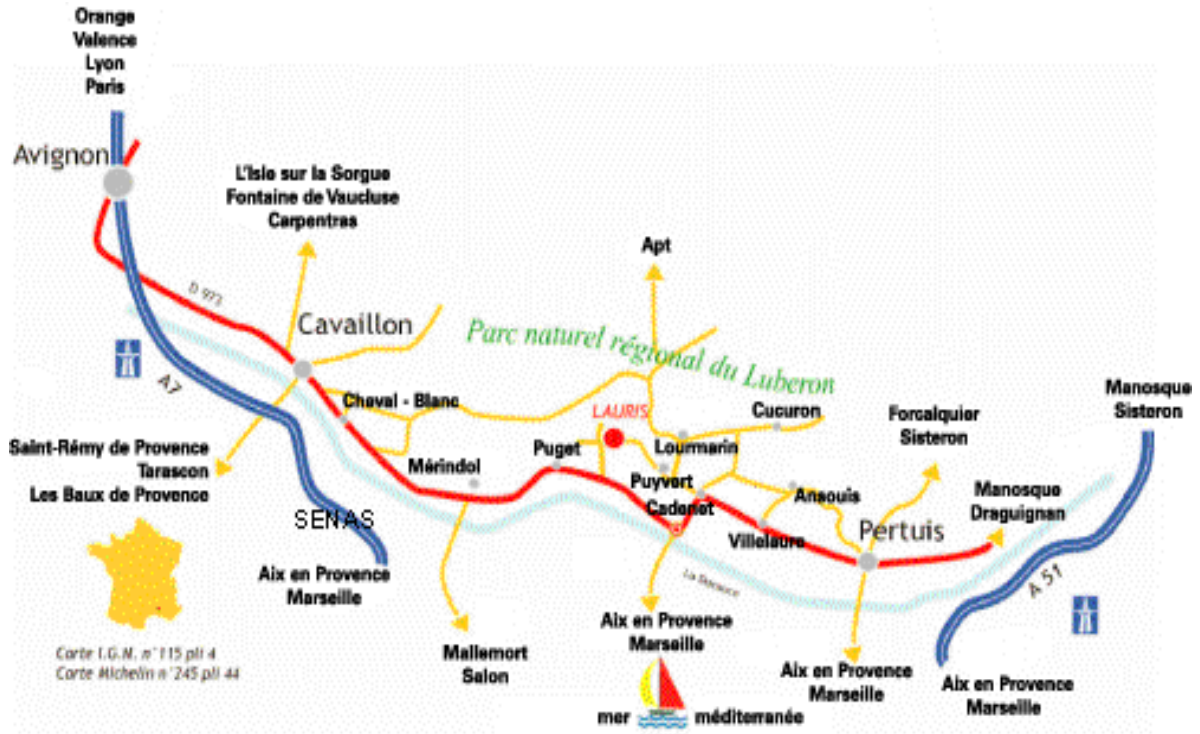 Orange
Valence
Lyon
Paris
Avignon
L'Isle sur la Sorgue
Fontaine de Vaucluse
Carpentras
Apt
D 973
Cavaillon
Parc naturel régional du Luberon
A7
Cheval - Blanc
LAURIS
Cucuron
Manosque
Sisteron
Forcalquier
Sisteron
Saint-Rémy de Provence
Tarascon
Les Baux de Provence
Puget
Lourmarin
Mérindol
Puyvert
Ansouis
Cadenet
Manosque
Draguignan
SENAS
Villelaure
Pertuis
La Durance
A 51
Aix en Provence
Marseille
Aix en Provence
Marseille
Mallemort
Salon
Aix en Provence
Marseille
Aix en Provence
Marseille
Carte I.G.N. n°115 pli 4
Carte Michelin n°245 pli 44
mer méditerranée